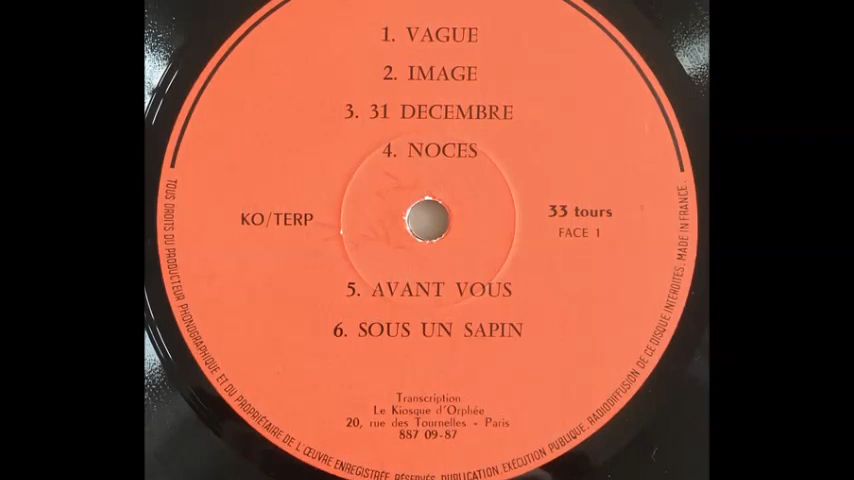 1. VAGUE
2. IMAGE
3. 31 DECEMBRE
4. NOCES
KO/TERP
33 tours
FACE 1
5. AVANT VOUS
6. SOUS UN SAPIN
Transcription
Le Kiosque d'Orphée
20, rue des Tournelles - Paris
887 09-87
TOUS DROITS DU PRODUCTEUR PHONOGRAPHIQUE ET DU PROPRIÉTAIRE DE L'ŒUVRE ENREGISTRÉE RÉSERVÉS PUBLICATION EXÉCUTION PUBLIQUE, RADIODIFFUSION DE CE DISQUE INTERDITES. MADE IN FRANCE.